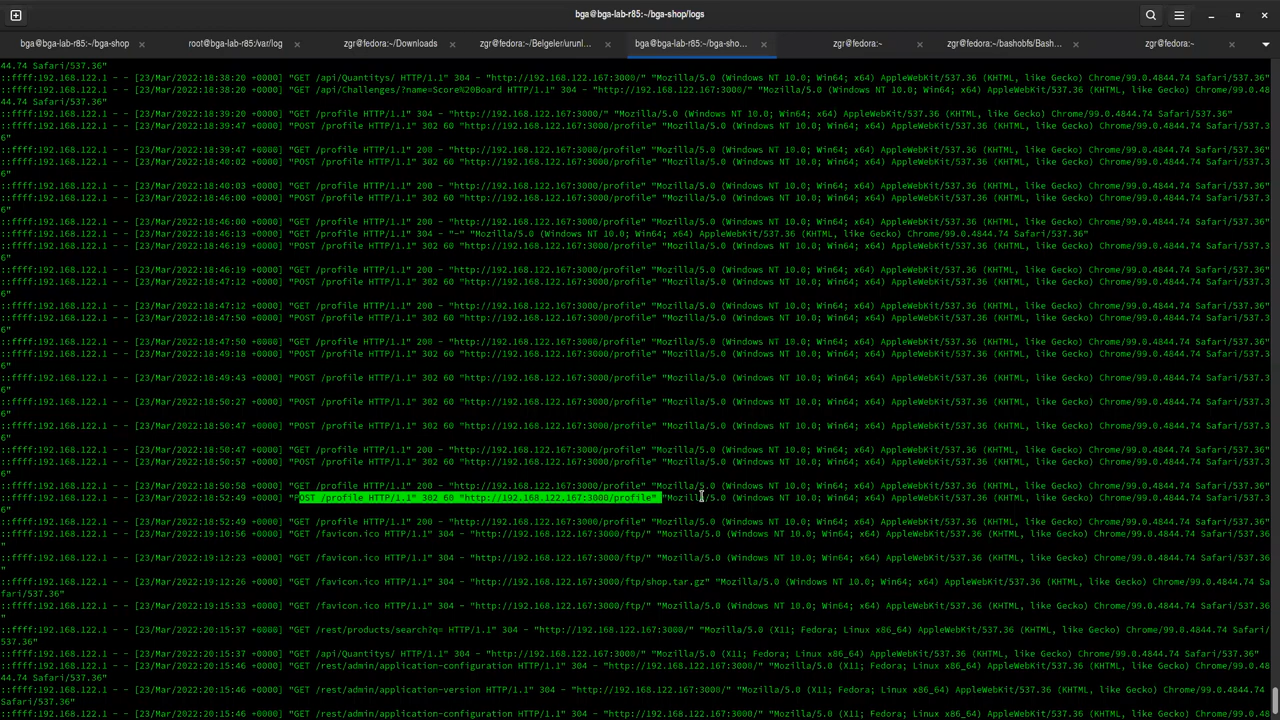 bga@bga-lab-r85:~/bga-shop/logs
bga@bga-lab-r85:~/bga-shop
root@bga-lab-r85:/var/log
zgr@fedora:~/Downloads
zgr@fedora:~/Belgeler/urunl...
bga@bga-lab-r85:~/bga-sho...
zgr@fedora:~
zgr@fedora:~/bashobfs/Bash...
zgr@fedora:~
44.74 Safari/537.36"
::ffff:192.168.122.1 - - [23/Mar/2022:18:38:20 +0000] "GET /api/Quantitys/ HTTP/1.1" 304 - "http://192.168.122.167:3000/" "Mozilla/5.0 (Windows NT 10.0; Win64; x64) AppleWebKit/537.36 (KHTML, like Gecko) Chrome/99.0.4844.74 Safari/537.36"
::ffff:192.168.122.1 - - [23/Mar/2022:18:38:20 +0000] "GET /api/Challenges/?name=Score%20Board HTTP/1.1" 304 - "http://192.168.122.167:3000/" "Mozilla/5.0 (Windows NT 10.0; Win64; x64) AppleWebKit/537.36 (KHTML, like Gecko) Chrome/99.0.48
44.74 Safari/537.36"
::ffff:192.168.122.1 - - [23/Mar/2022:18:39:20 +0000] "GET /profile HTTP/1.1" 304 - "http://192.168.122.167:3000/" "Mozilla/5.0 (Windows NT 10.0; Win64; x64) AppleWebKit/537.36 (KHTML, like Gecko) Chrome/99.0.4844.74 Safari/537.36"
::ffff:192.168.122.1 - - [23/Mar/2022:18:39:47 +0000] "POST /profile HTTP/1.1" 302 60 "http://192.168.122.167:3000/profile" "Mozilla/5.0 (Windows NT 10.0; Win64; x64) AppleWebKit/537.36 (KHTML, like Gecko) Chrome/99.0.4844.74 Safari/537.3
6"
::ffff:192.168.122.1 - - [23/Mar/2022:18:39:47 +0000] "GET /profile HTTP/1.1" 200 - "http://192.168.122.167:3000/profile" "Mozilla/5.0 (Windows NT 10.0; Win64; x64) AppleWebKit/537.36 (KHTML, like Gecko) Chrome/99.0.4844.74 Safari/537.36"
::ffff:192.168.122.1 - - [23/Mar/2022:18:40:02 +0000] "POST /profile HTTP/1.1" 302 60 "http://192.168.122.167:3000/profile" "Mozilla/5.0 (Windows NT 10.0; Win64; x64) AppleWebKit/537.36 (KHTML, like Gecko) Chrome/99.0.4844.74 Safari/537.3
6"
::ffff:192.168.122.1 - - [23/Mar/2022:18:40:03 +0000] "GET /profile HTTP/1.1" 200 - "http://192.168.122.167:3000/profile" "Mozilla/5.0 (Windows NT 10.0; Win64; x64) AppleWebKit/537.36 (KHTML, like Gecko) Chrome/99.0.4844.74 Safari/537.36"
::ffff:192.168.122.1 - - [23/Mar/2022:18:46:00 +0000] "POST /profile HTTP/1.1" 302 60 "http://192.168.122.167:3000/profile" "Mozilla/5.0 (Windows NT 10.0; Win64; x64) AppleWebKit/537.36 (KHTML, like Gecko) Chrome/99.0.4844.74 Safari/537.3
6"
::ffff:192.168.122.1 - - [23/Mar/2022:18:46:00 +0000] "GET /profile HTTP/1.1" 200 - "http://192.168.122.167:3000/profile" "Mozilla/5.0 (Windows NT 10.0; Win64; x64) AppleWebKit/537.36 (KHTML, like Gecko) Chrome/99.0.4844.74 Safari/537.36"
::ffff:192.168.122.1 - - [23/Mar/2022:18:46:13 +0000] "GET /profile HTTP/1.1" 304 - "-" "Mozilla/5.0 (Windows NT 10.0; Win64; x64) AppleWebKit/537.36 (KHTML, like Gecko) Chrome/99.0.4844.74 Safari/537.36"
::ffff:192.168.122.1 - - [23/Mar/2022:18:46:19 +0000] "POST /profile HTTP/1.1" 302 60 "http://192.168.122.167:3000/profile" "Mozilla/5.0 (Windows NT 10.0; Win64; x64) AppleWebKit/537.36 (KHTML, like Gecko) Chrome/99.0.4844.74 Safari/537.3
6"
::ffff:192.168.122.1 - - [23/Mar/2022:18:46:19 +0000] "GET /profile HTTP/1.1" 200 - "http://192.168.122.167:3000/profile" "Mozilla/5.0 (Windows NT 10.0; Win64; x64) AppleWebKit/537.36 (KHTML, like Gecko) Chrome/99.0.4844.74 Safari/537.36"
::ffff:192.168.122.1 - - [23/Mar/2022:18:47:12 +0000] "POST /profile HTTP/1.1" 302 60 "http://192.168.122.167:3000/profile" "Mozilla/5.0 (Windows NT 10.0; Win64; x64) AppleWebKit/537.36 (KHTML, like Gecko) Chrome/99.0.4844.74 Safari/537.3
6"
::ffff:192.168.122.1 - - [23/Mar/2022:18:47:12 +0000] "GET /profile HTTP/1.1" 200 - "http://192.168.122.167:3000/profile" "Mozilla/5.0 (Windows NT 10.0; Win64; x64) AppleWebKit/537.36 (KHTML, like Gecko) Chrome/99.0.4844.74 Safari/537.36"
::ffff:192.168.122.1 - - [23/Mar/2022:18:47:50 +0000] "POST /profile HTTP/1.1" 302 60 "http://192.168.122.167:3000/profile" "Mozilla/5.0 (Windows NT 10.0; Win64; x64) AppleWebKit/537.36 (KHTML, like Gecko) Chrome/99.0.4844.74 Safari/537.3
6"
::ffff:192.168.122.1 - - [23/Mar/2022:18:47:50 +0000] "GET /profile HTTP/1.1" 200 - "http://192.168.122.167:3000/profile" "Mozilla/5.0 (Windows NT 10.0; Win64; x64) AppleWebKit/537.36 (KHTML, like Gecko) Chrome/99.0.4844.74 Safari/537.36"
::ffff:192.168.122.1 - - [23/Mar/2022:18:49:18 +0000] "POST /profile HTTP/1.1" 302 60 "http://192.168.122.167:3000/profile" "Mozilla/5.0 (Windows NT 10.0; Win64; x64) AppleWebKit/537.36 (KHTML, like Gecko) Chrome/99.0.4844.74 Safari/537.3
6"
::ffff:192.168.122.1 - - [23/Mar/2022:18:49:43 +0000] "POST /profile HTTP/1.1" 302 60 "http://192.168.122.167:3000/profile" "Mozilla/5.0 (Windows NT 10.0; Win64; x64) AppleWebKit/537.36 (KHTML, like Gecko) Chrome/99.0.4844.74 Safari/537.3
6"
::ffff:192.168.122.1 - - [23/Mar/2022:18:50:27 +0000] "POST /profile HTTP/1.1" 302 60 "http://192.168.122.167:3000/profile" "Mozilla/5.0 (Windows NT 10.0; Win64; x64) AppleWebKit/537.36 (KHTML, like Gecko) Chrome/99.0.4844.74 Safari/537.3
6"
::ffff:192.168.122.1 - - [23/Mar/2022:18:50:47 +0000] "POST /profile HTTP/1.1" 302 60 "http://192.168.122.167:3000/profile" "Mozilla/5.0 (Windows NT 10.0; Win64; x64) AppleWebKit/537.36 (KHTML, like Gecko) Chrome/99.0.4844.74 Safari/537.3
6"
::ffff:192.168.122.1 - - [23/Mar/2022:18:50:47 +0000] "GET /profile HTTP/1.1" 200 - "http://192.168.122.167:3000/profile" "Mozilla/5.0 (Windows NT 10.0; Win64; x64) AppleWebKit/537.36 (KHTML, like Gecko) Chrome/99.0.4844.74 Safari/537.36"
::ffff:192.168.122.1 - - [23/Mar/2022:18:50:57 +0000] "POST /profile HTTP/1.1" 302 60 "http://192.168.122.167:3000/profile" "Mozilla/5.0 (Windows NT 10.0; Win64; x64) AppleWebKit/537.36 (KHTML, like Gecko) Chrome/99.0.4844.74 Safari/537.3
6"
::ffff:192.168.122.1 - - [23/Mar/2022:18:50:58 +0000] "GET /profile HTTP/1.1" 200 - "http://192.168.122.167:3000/profile" "Mozilla/5.0 (Windows NT 10.0; Win64; x64) AppleWebKit/537.36 (KHTML, like Gecko) Chrome/99.0.4844.74 Safari/537.36"
::ffff:192.168.122.1 - - [23/Mar/2022:18:52:49 +0000] "POST /profile HTTP/1.1" 302 60 "http://192.168.122.167:3000/profile" "Mozilla/5.0 (Windows NT 10.0; Win64; x64) AppleWebKit/537.36 (KHTML, like Gecko) Chrome/99.0.4844.74 Safari/537.3
6"
::ffff:192.168.122.1 - - [23/Mar/2022:18:52:49 +0000] "GET /profile HTTP/1.1" 200 - "http://192.168.122.167:3000/profile" "Mozilla/5.0 (Windows NT 10.0; Win64; x64) AppleWebKit/537.36 (KHTML, like Gecko) Chrome/99.0.4844.74 Safari/537.36"
::ffff:192.168.122.1 - - [23/Mar/2022:19:10:56 +0000] "GET /favicon.ico HTTP/1.1" 304 - "http://192.168.122.167:3000/ftp/" "Mozilla/5.0 (Windows NT 10.0; Win64; x64) AppleWebKit/537.36 (KHTML, like Gecko) Chrome/99.0.4844.74 Safari/537.36
"
::ffff:192.168.122.1 - - [23/Mar/2022:19:12:23 +0000] "GET /favicon.ico HTTP/1.1" 304 - "http://192.168.122.167:3000/ftp/" "Mozilla/5.0 (Windows NT 10.0; Win64; x64) AppleWebKit/537.36 (KHTML, like Gecko) Chrome/99.0.4844.74 Safari/537.36
"
::ffff:192.168.122.1 - - [23/Mar/2022:19:12:26 +0000] "GET /favicon.ico HTTP/1.1" 304 - "http://192.168.122.167:3000/ftp/shop.tar.gz" "Mozilla/5.0 (Windows NT 10.0; Win64; x64) AppleWebKit/537.36 (KHTML, like Gecko) Chrome/99.0.4844.74 Sa
fari/537.36"
::ffff:192.168.122.1 - - [23/Mar/2022:19:15:33 +0000] "GET /favicon.ico HTTP/1.1" 304 - "http://192.168.122.167:3000/ftp/" "Mozilla/5.0 (Windows NT 10.0; Win64; x64) AppleWebKit/537.36 (KHTML, like Gecko) Chrome/99.0.4844.74 Safari/537.36
"
::ffff:192.168.122.1 - - [23/Mar/2022:20:15:37 +0000] "GET /rest/products/search?q= HTTP/1.1" 304 - "http://192.168.122.167:3000/" "Mozilla/5.0 (X11; Fedora; Linux x86_64) AppleWebKit/537.36 (KHTML, like Gecko) Chrome/99.0.4844.74 Safari/
537.36"
::ffff:192.168.122.1 - - [23/Mar/2022:20:15:37 +0000] "GET /api/Quantitys/ HTTP/1.1" 304 - "http://192.168.122.167:3000/" "Mozilla/5.0 (X11; Fedora; Linux x86_64) AppleWebKit/537.36 (KHTML, like Gecko) Chrome/99.0.4844.74 Safari/537.36"
::ffff:192.168.122.1 - - [23/Mar/2022:20:15:46 +0000] "GET /rest/admin/application-configuration HTTP/1.1" 304 - "http://192.168.122.167:3000/" "Mozilla/5.0 (X11; Fedora; Linux x86_64) AppleWebKit/537.36 (KHTML, like Gecko) Chrome/99.0.48
44.74 Safari/537.36"
::ffff:192.168.122.1 - - [23/Mar/2022:20:15:46 +0000] "GET /rest/admin/application-version HTTP/1.1" 304 - "http://192.168.122.167:3000/" "Mozilla/5.0 (X11; Fedora; Linux x86_64) AppleWebKit/537.36 (KHTML, like Gecko) Chrome/99.0.4844.74
Safari/537.36"
::ffff:192.168.122.1 - - [23/Mar/2022:20:15:46 +0000] "GET /rest/admin/application-configuration HTTP/1.1" 304 - "http://192.168.122.167:3000/" "Mozilla/5.0 (X11; Fedora; Linux x86_64) AppleWebKit/537.36 (KHTML, like Gecko) Chrome/99.0.48